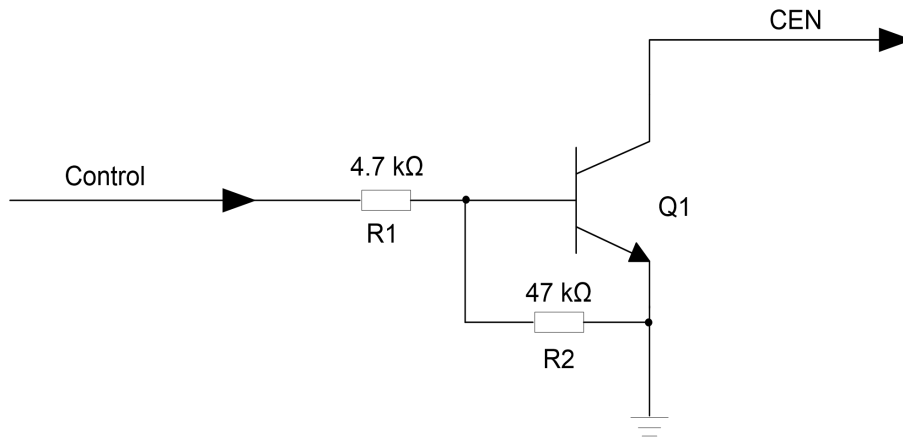 CEN
Control
4.7 kΩ
R1
Q1
47 kΩ
R2